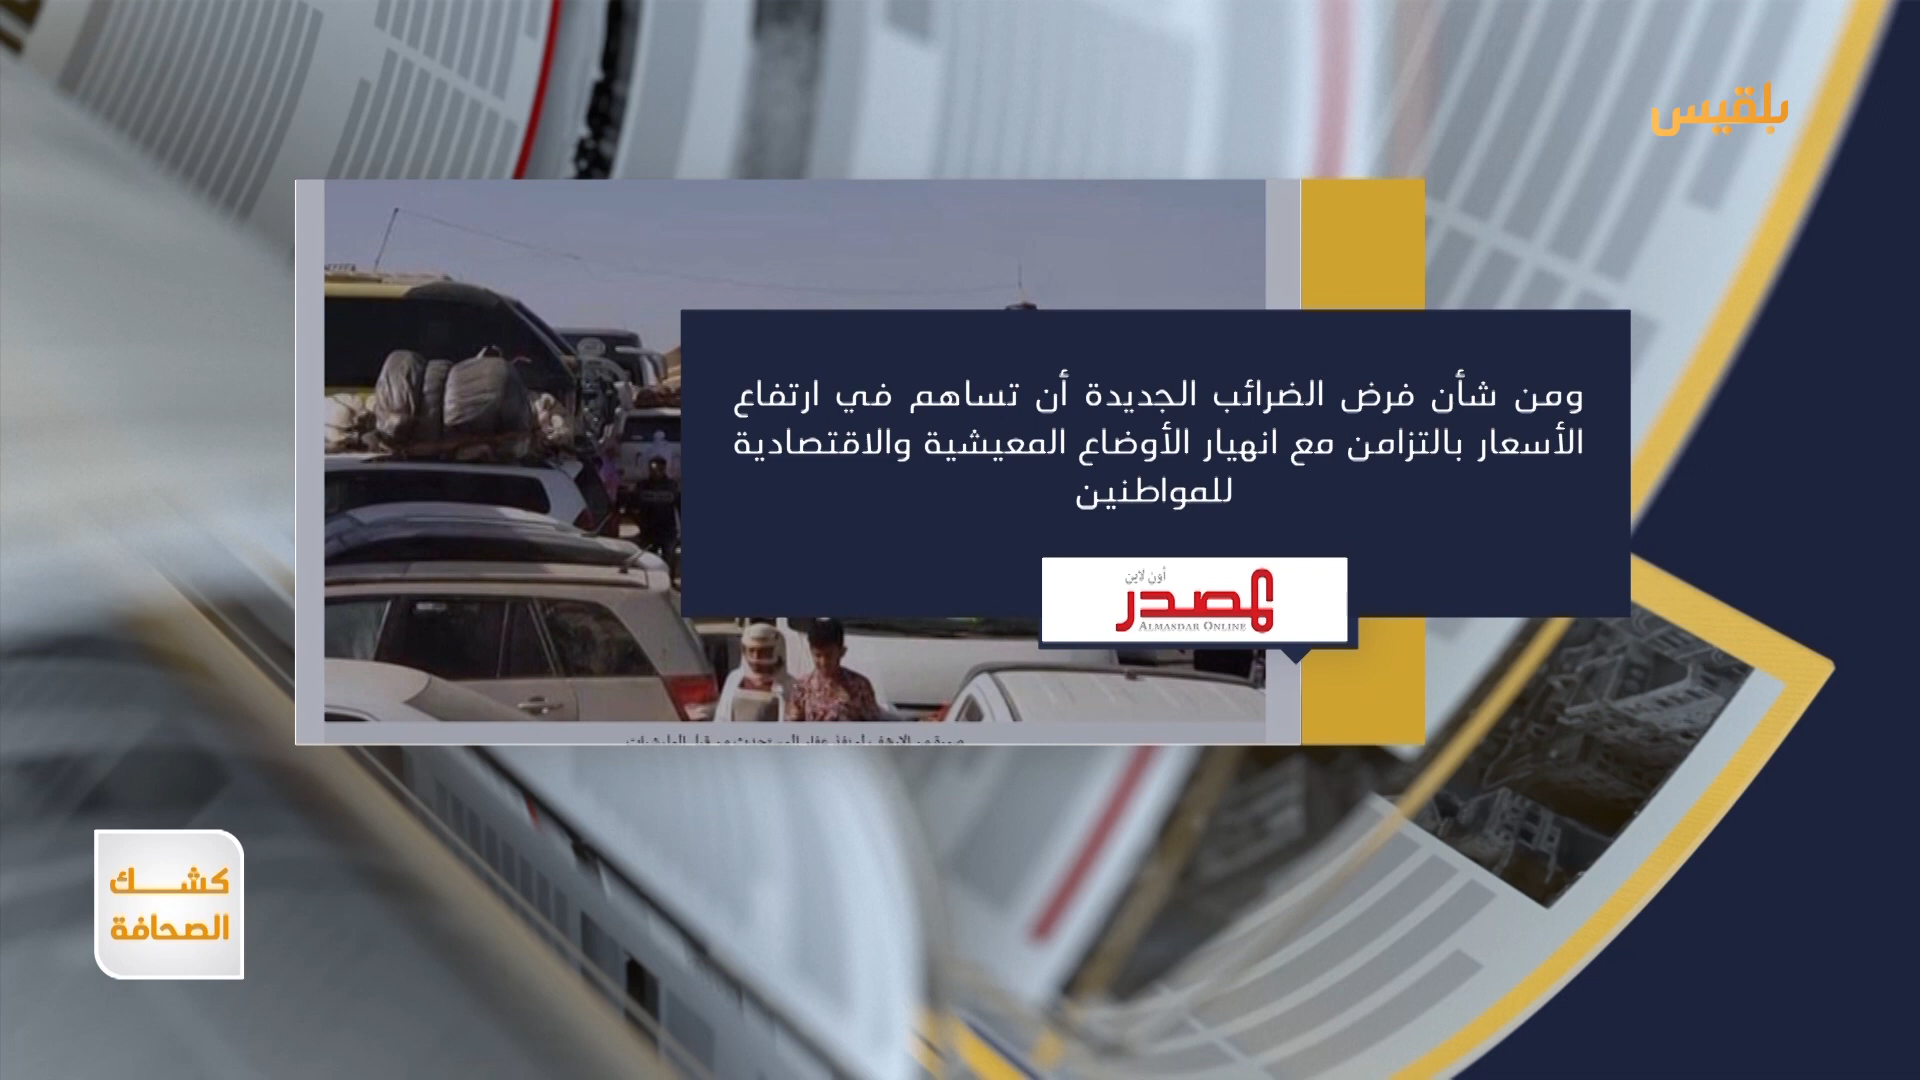 بلقيس
ومن شأن فرض الضرائب الجديدة أن تساهم في ارتفاع
الأسعار بالتزامن مع انهيار الأوضاع المعيشية والاقتصادية
للمواطنين
أون لاين
المصدر
ALMASDAR ONLINE
كشك
الصحافة